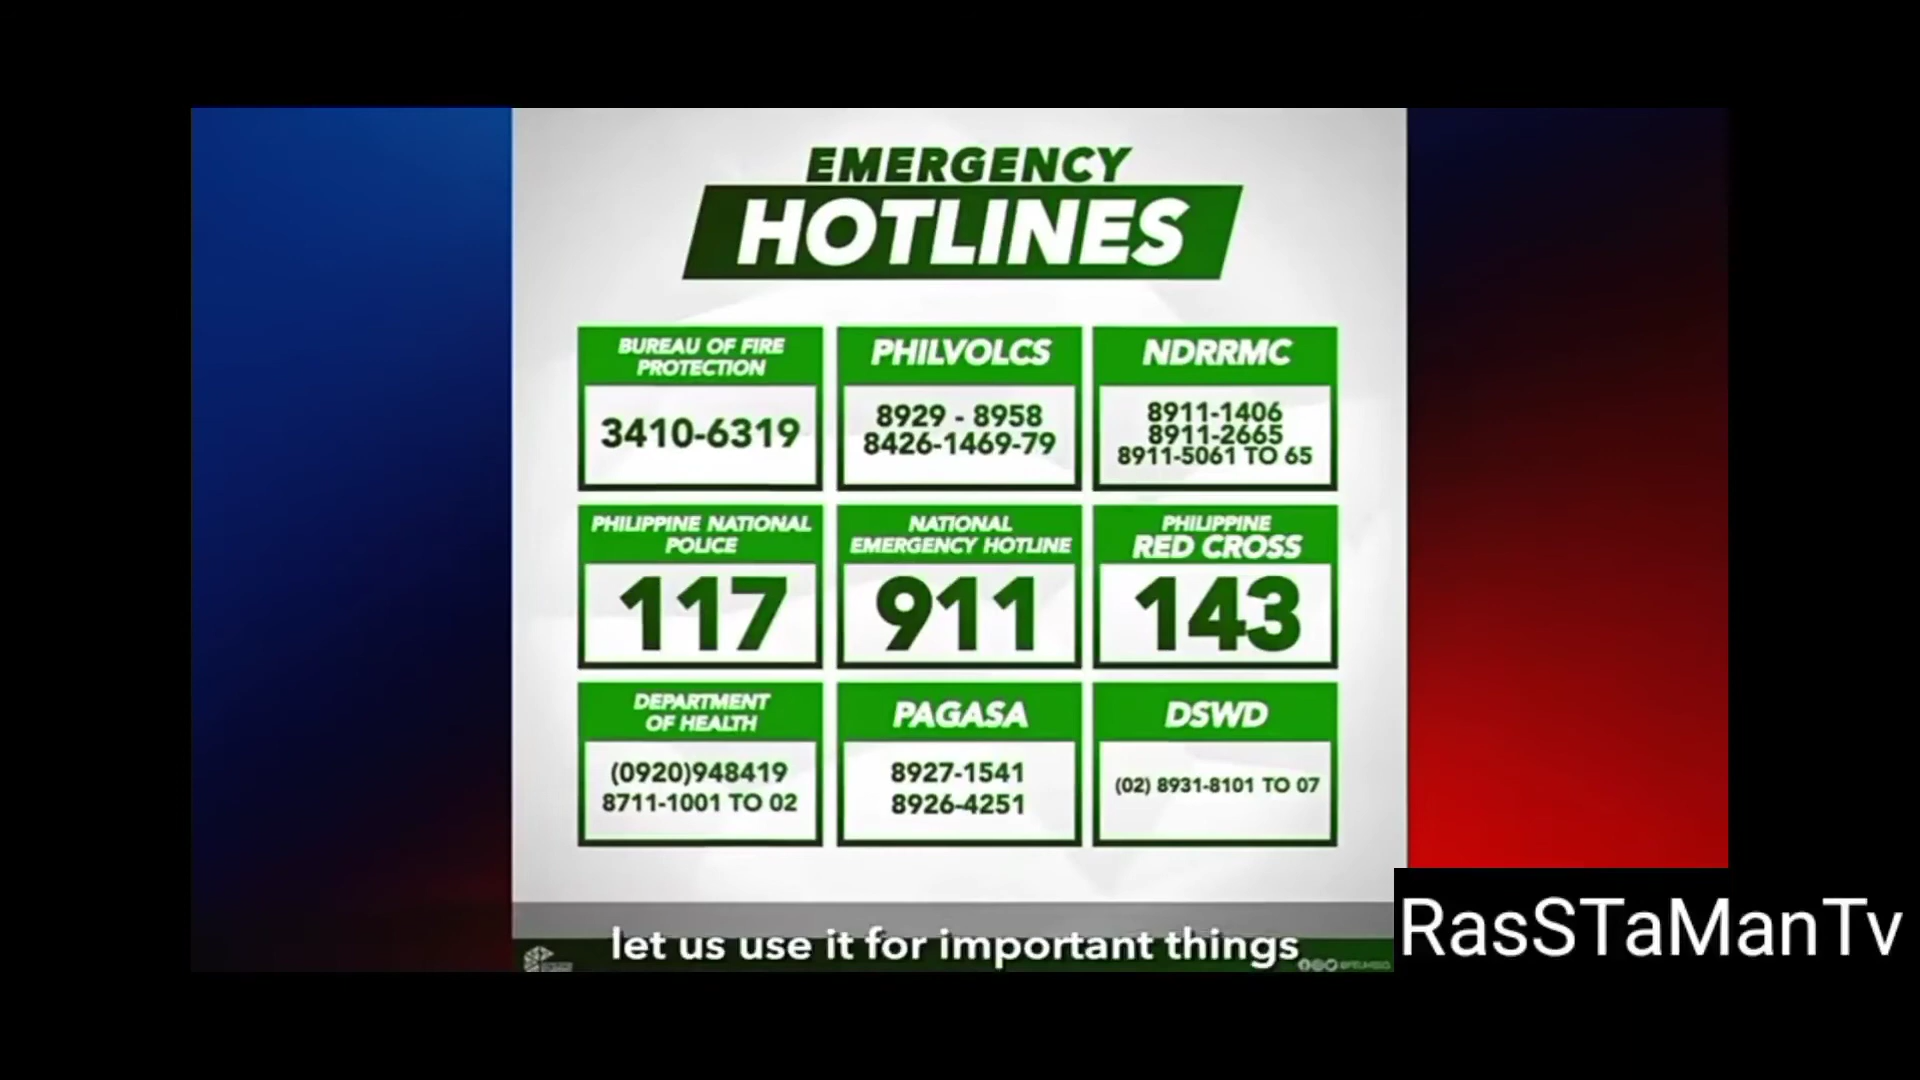 EMERGENCY
HOTLINES
BUREAU OF FIRE
PROTECTION
3410-6319
PHILVOLCS
8929 - 8958
8426-1469-79
NDRRMC
8911-1406
8911-2665
8911-5061 TO 65
PHILIPPINE NATIONAL
POLICE
117
NATIONAL
EMERGENCY HOTLINE
911
PHILIPPINE
RED CROSS
143
DEPARTMENT
OF HEALTH
(0920)948419
8711-1001 TO 02
PAGASA
8927-1541
8926-4251
DSWD
(02) 8931-8101 TO 07
let us use it for important things
RasSTaManTv